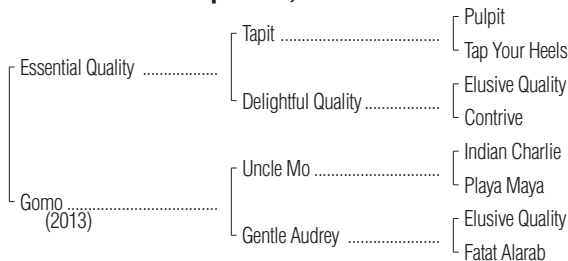 Pulpit
Tapit
Tap Your Heels
Essential Quality
Elusive Quality
Delightful Quality
Contrive
Indian Charlie
Uncle Mo
Playa Maya
Gomo
(2013)
Elusive Quality
Gentle Audrey
Fatat Alarab